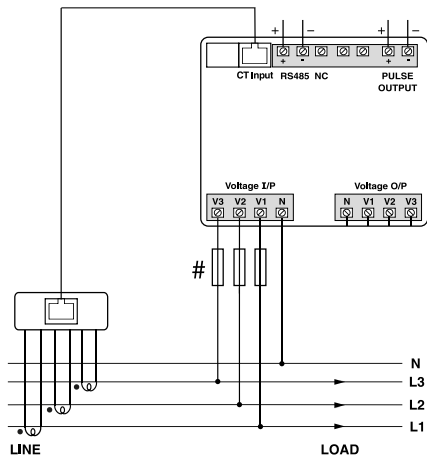 + − + −
+ - + -
CT Input RS485 NC PULSE
OUTPUT
Voltage I/P Voltage O/P
V3 V2 V1 N N V1 V2 V3
#
N
L3
L2
L1
LINE LOAD